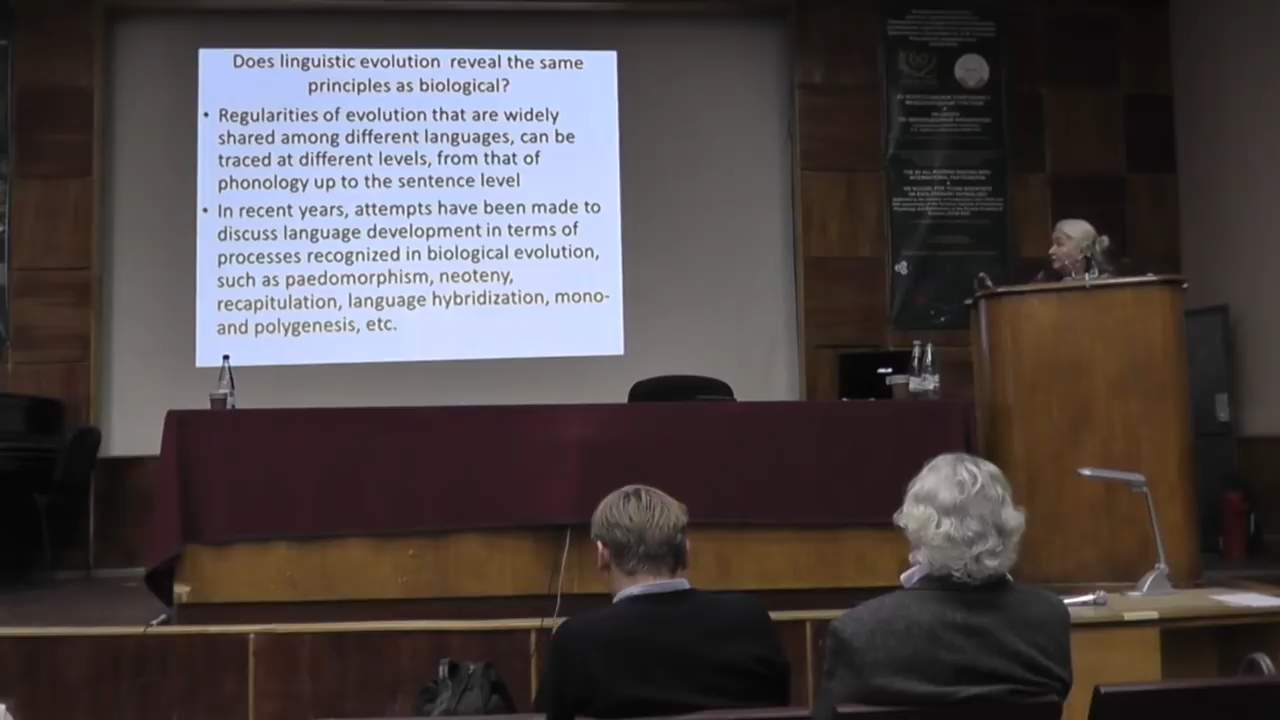 Does linguistic evolution reveal the same
principles as biological?
• Regularities of evolution that are widely
shared among different languages, can be
traced at different levels, from that of
phonology up to the sentence level
• In recent years, attempts have been made to
discuss language development in terms of
processes recognized in biological evolution,
such as paedomorphism, neoteny,
recapitulation, language hybridization, mono-
and polygenesis, etc.